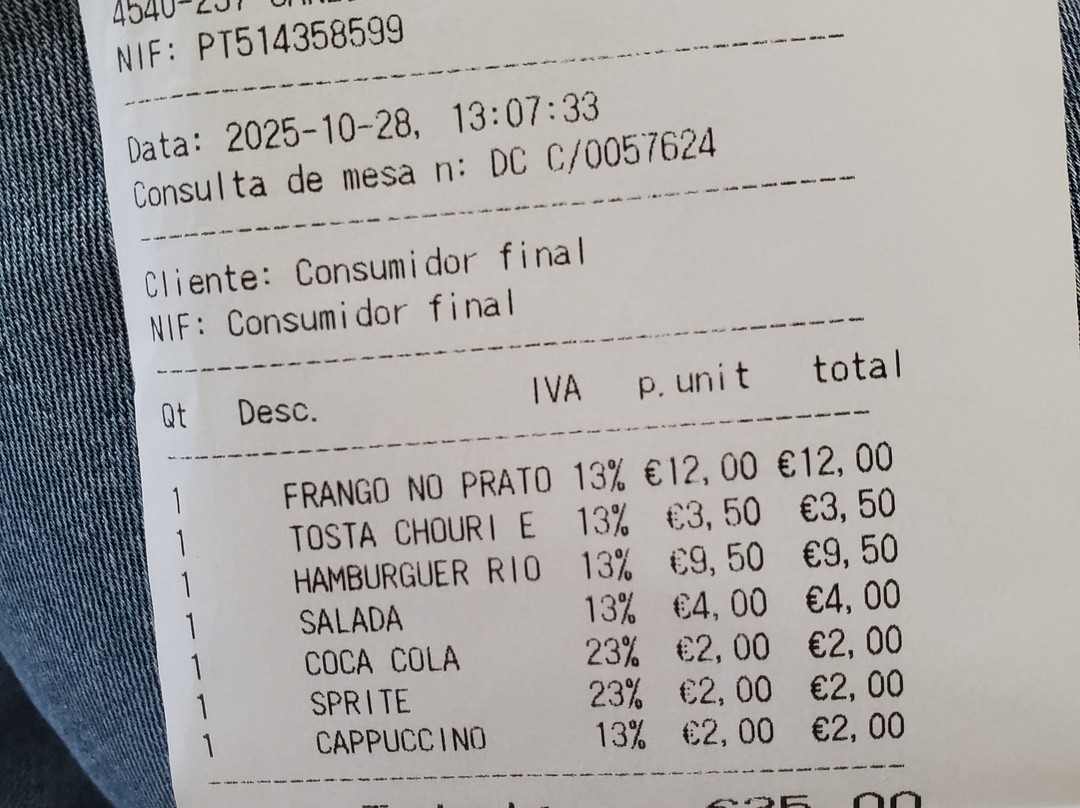 NIF: PT514358599
Data: 2025-10-28, 13:07:33
Consulta de mesa n: DC C/0057624
Cliente: Consumidor final
NIF: Consumidor final
Qt Desc. IVA p.unit total
1 FRANGO NO PRATO 13% €12,00 €12,00
1 TOSTA CHOURI E 13% €3,50 €3,50
1 HAMBURGUER RIO 13% €9,50 €9,50
1 SALADA 13% €4,00 €4,00
1 COCA COLA 23% €2,00 €2,00
1 SPRITE 23% €2,00 €2,00
1 CAPPUCCINO 13% €2,00 €2,00
€35,00